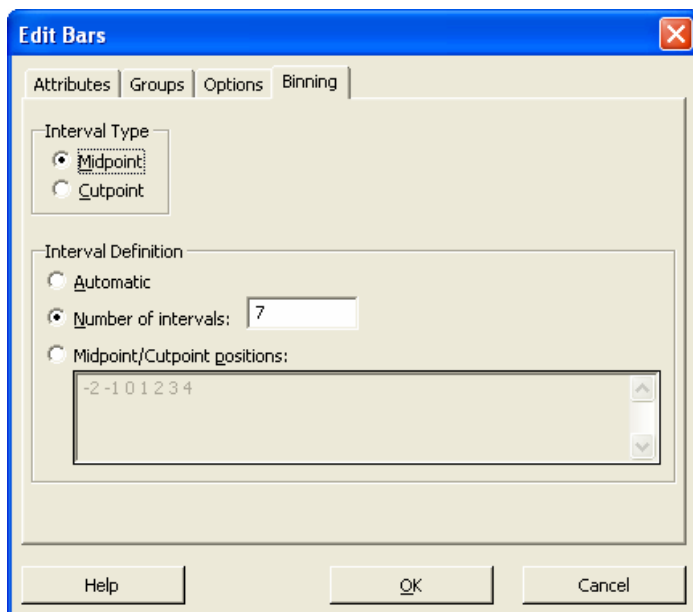 Edit Bars
Attributes Groups Options Binning
Interval Type
Midpoint
Cutpoint
Interval Definition
Automatic
Number of intervals: 7
Midpoint/Cutpoint positions:
-2 -1 0 1 2 3 4
Help OK Cancel